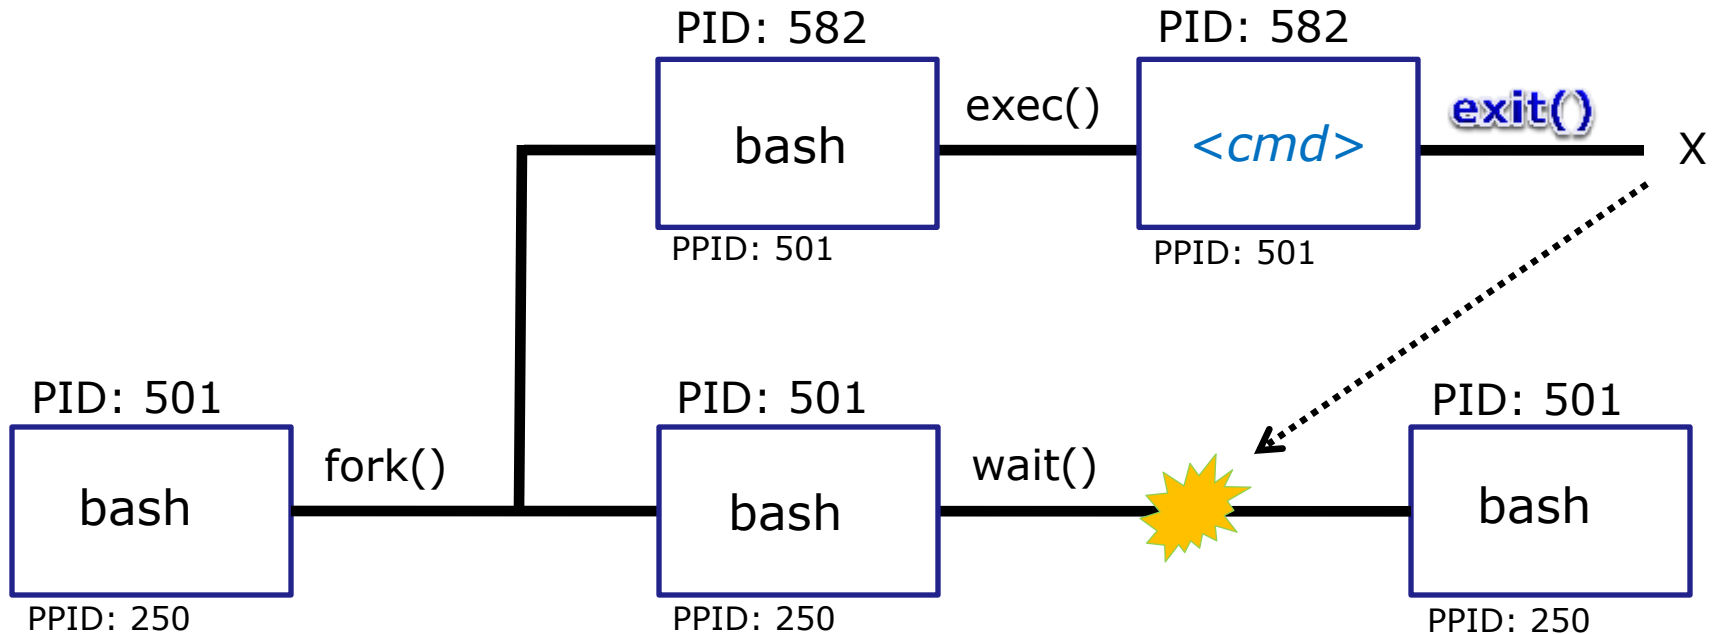 PID: 582
PID: 582
bash
exec()
<cmd>
exit()
X
PPID: 501
PPID: 501
PID: 501
PID: 501
PID: 501
bash
fork()
bash
wait()
bash
PPID: 250
PPID: 250
PPID: 250